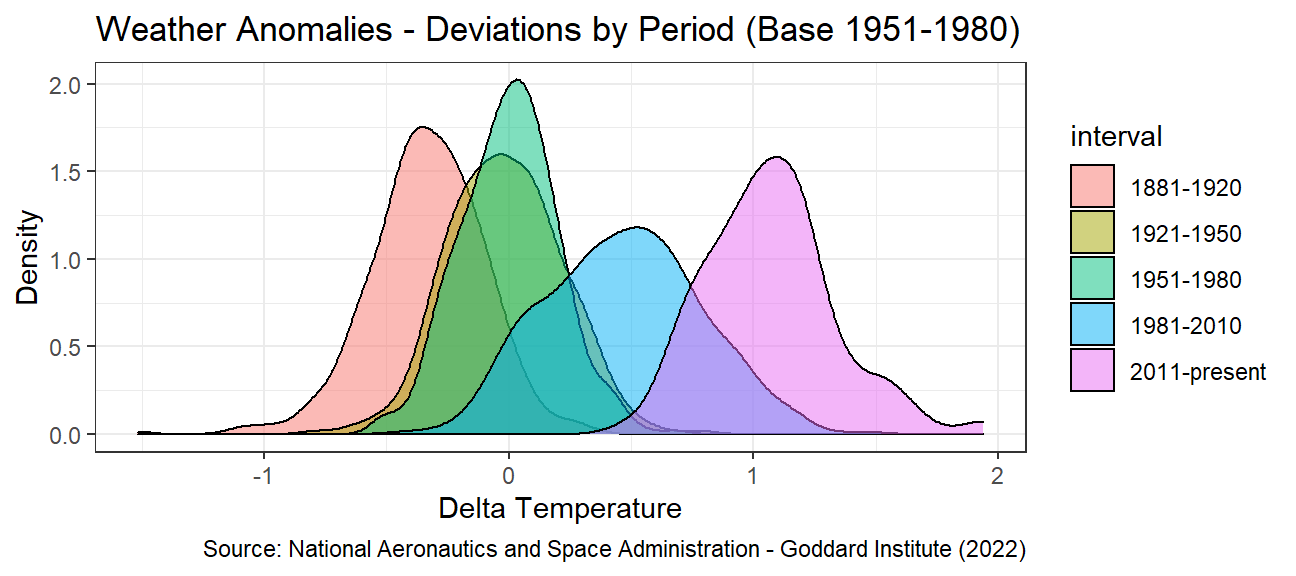 Weather Anomalies - Deviations by Period (Base 1951-1980)
2.0
1.5
1.0
0.5
0.0
Density
-1
0
1
2
Delta Temperature
interval
1881-1920
1921-1950
1951-1980
1981-2010
2011-present
Source: National Aeronautics and Space Administration - Goddard Institute (2022)